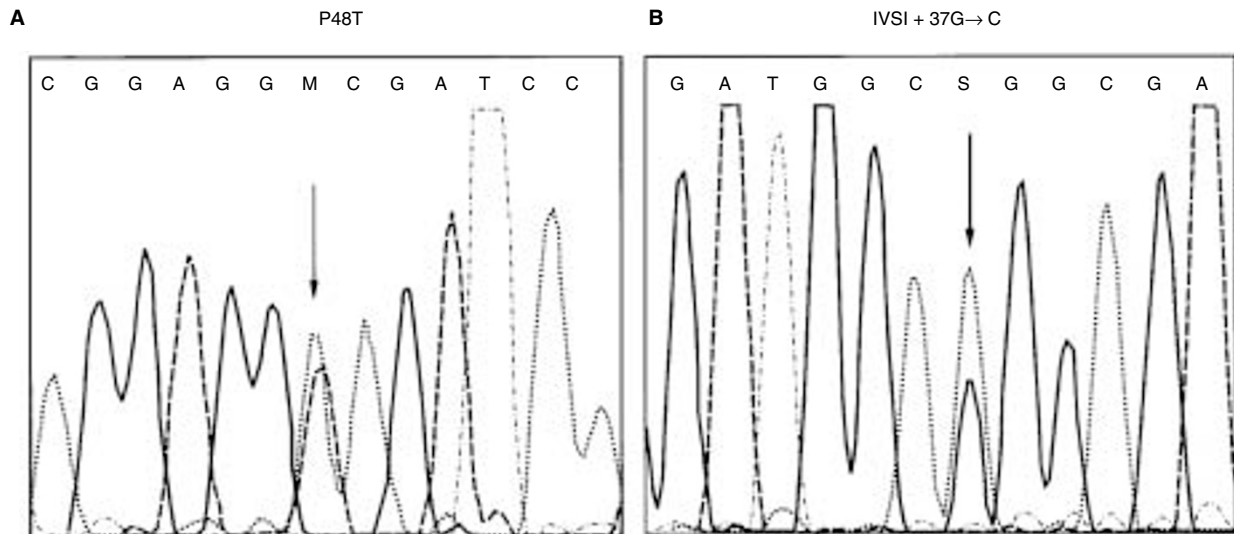 A P48T
C G G A G G M C G A T C C
B IVSI + 37G→ C
G A T G G C S G G C G A